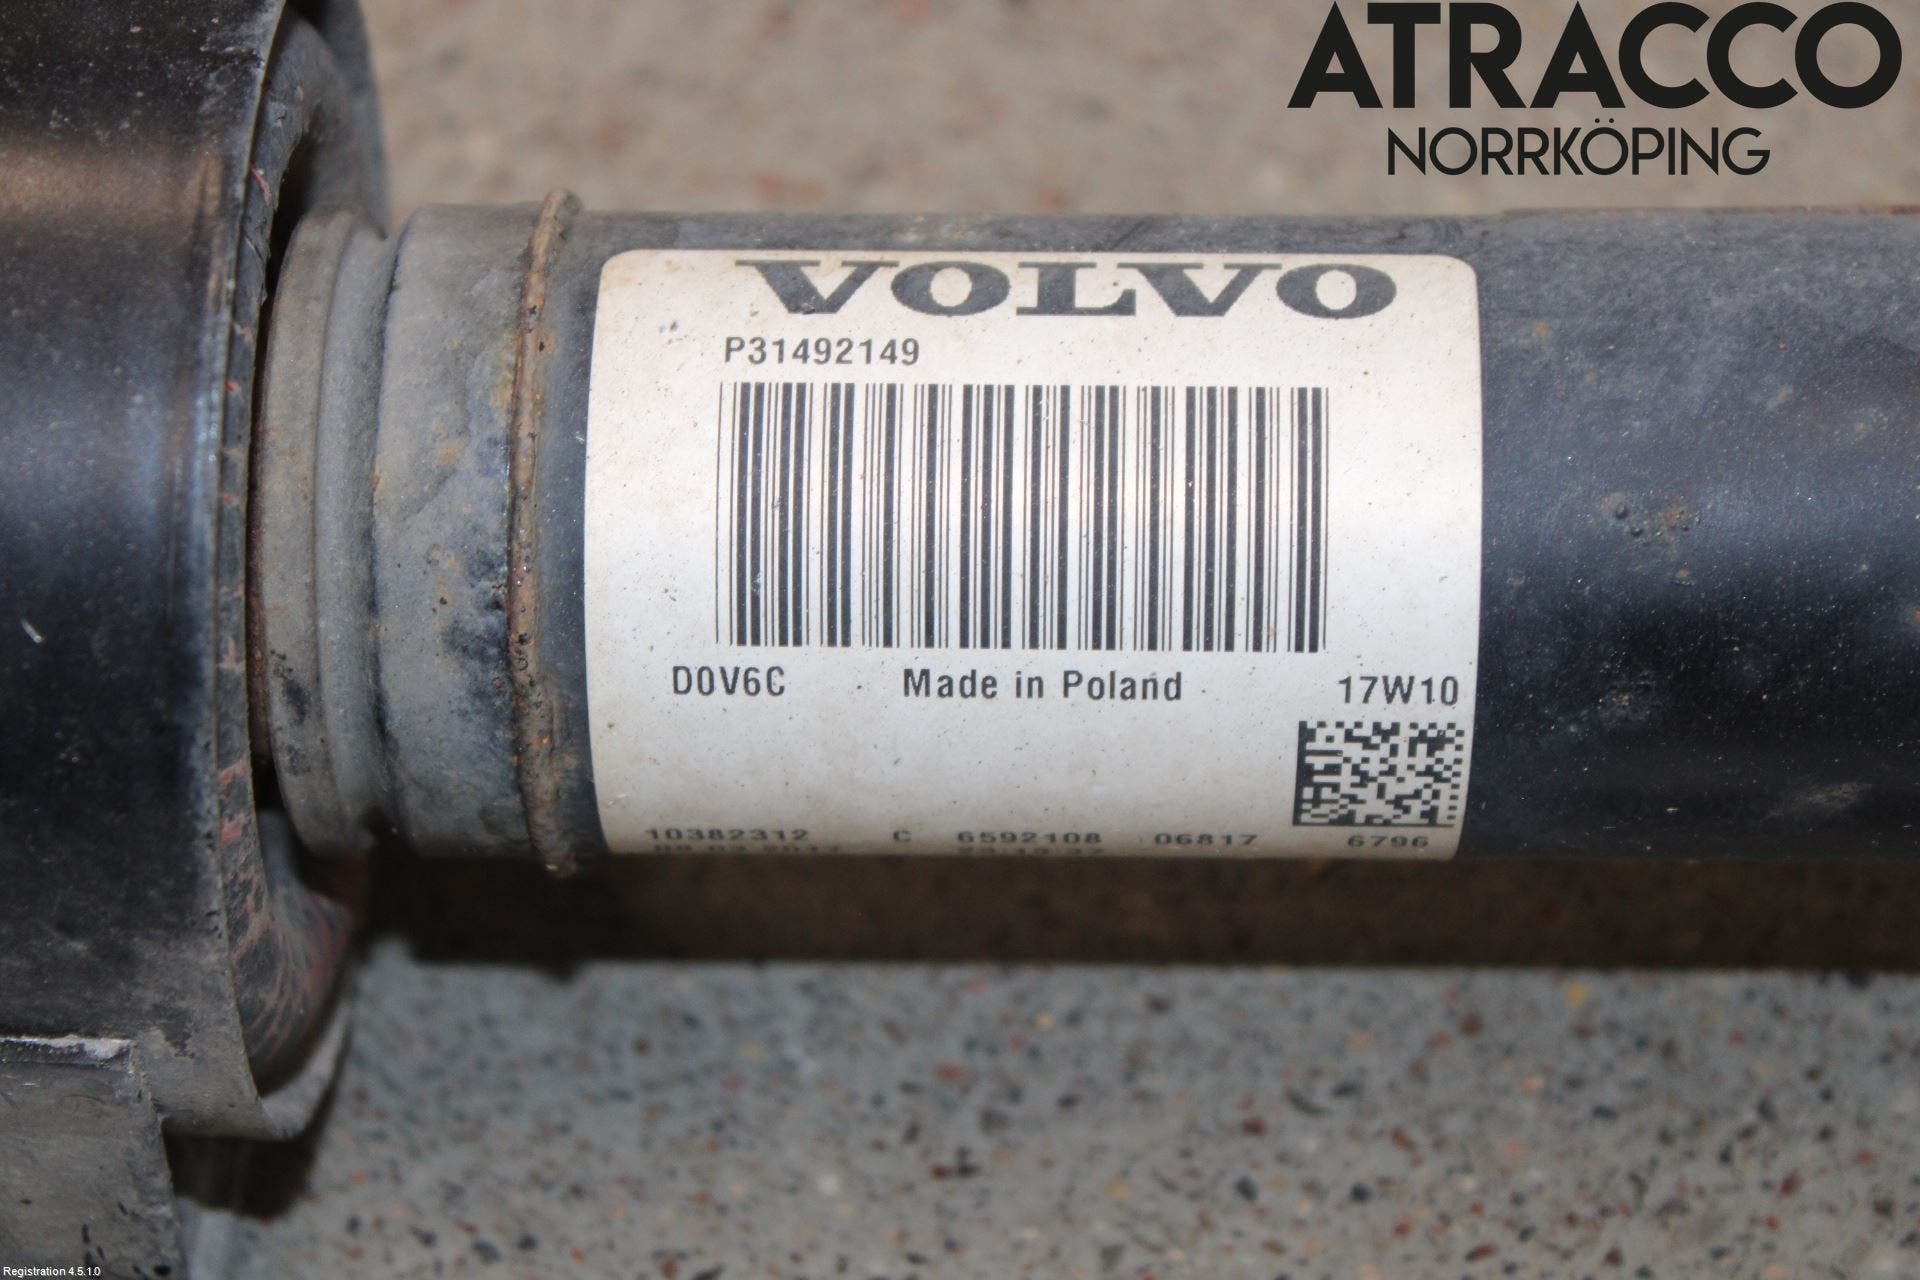 ATRACCO
NORRKÖPING
VOLVO
P31492149
D0V6C Made in Poland 17W10
10382312 C 6592108 06817 6796
Registration 4.5.1.0